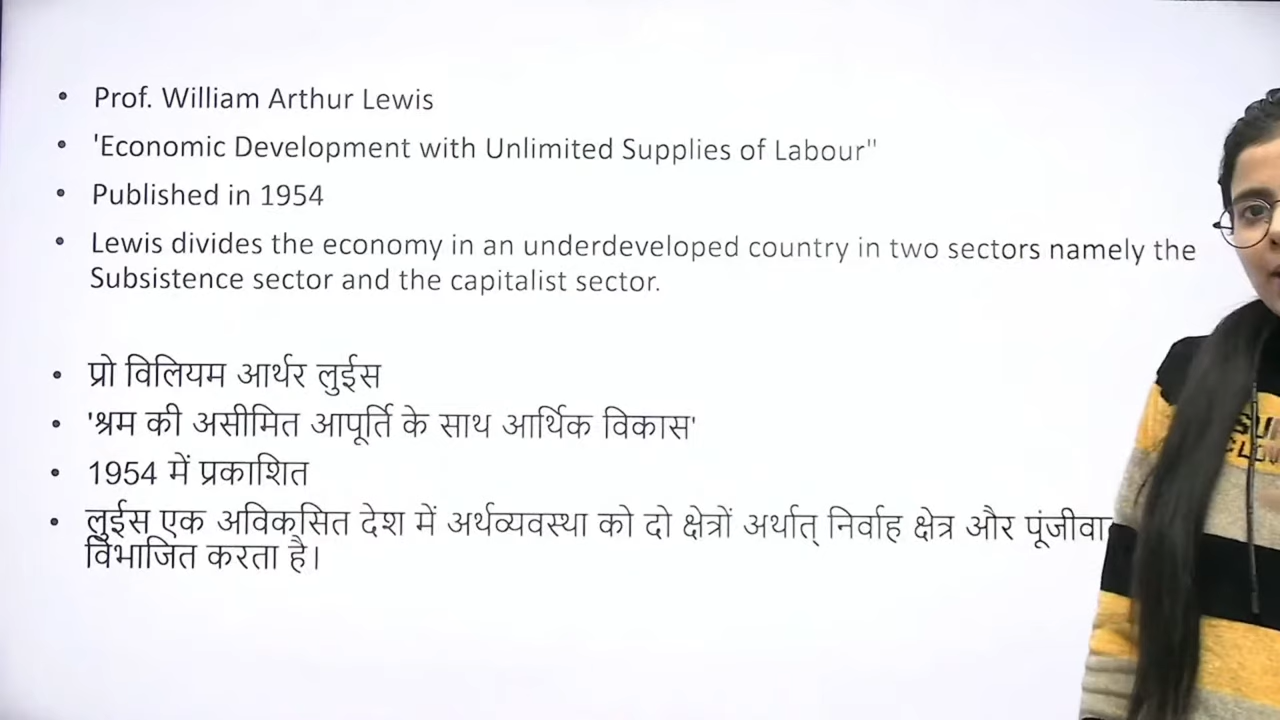 • Prof. William Arthur Lewis
• 'Economic Development with Unlimited Supplies of Labour"
• Published in 1954
• Lewis divides the economy in an underdeveloped country in two sectors namely the
Subsistence sector and the capitalist sector.
• प्रो विलियम आर्थर लुईस
• 'श्रम की असीमित आपूर्ति के साथ आर्थिक विकास'
• 1954 में प्रकाशित
• लुईस एक अविकसित देश में अर्थव्यवस्था को दो क्षेत्रों अर्थात् निर्वाह क्षेत्र और
विभाजित करता है।